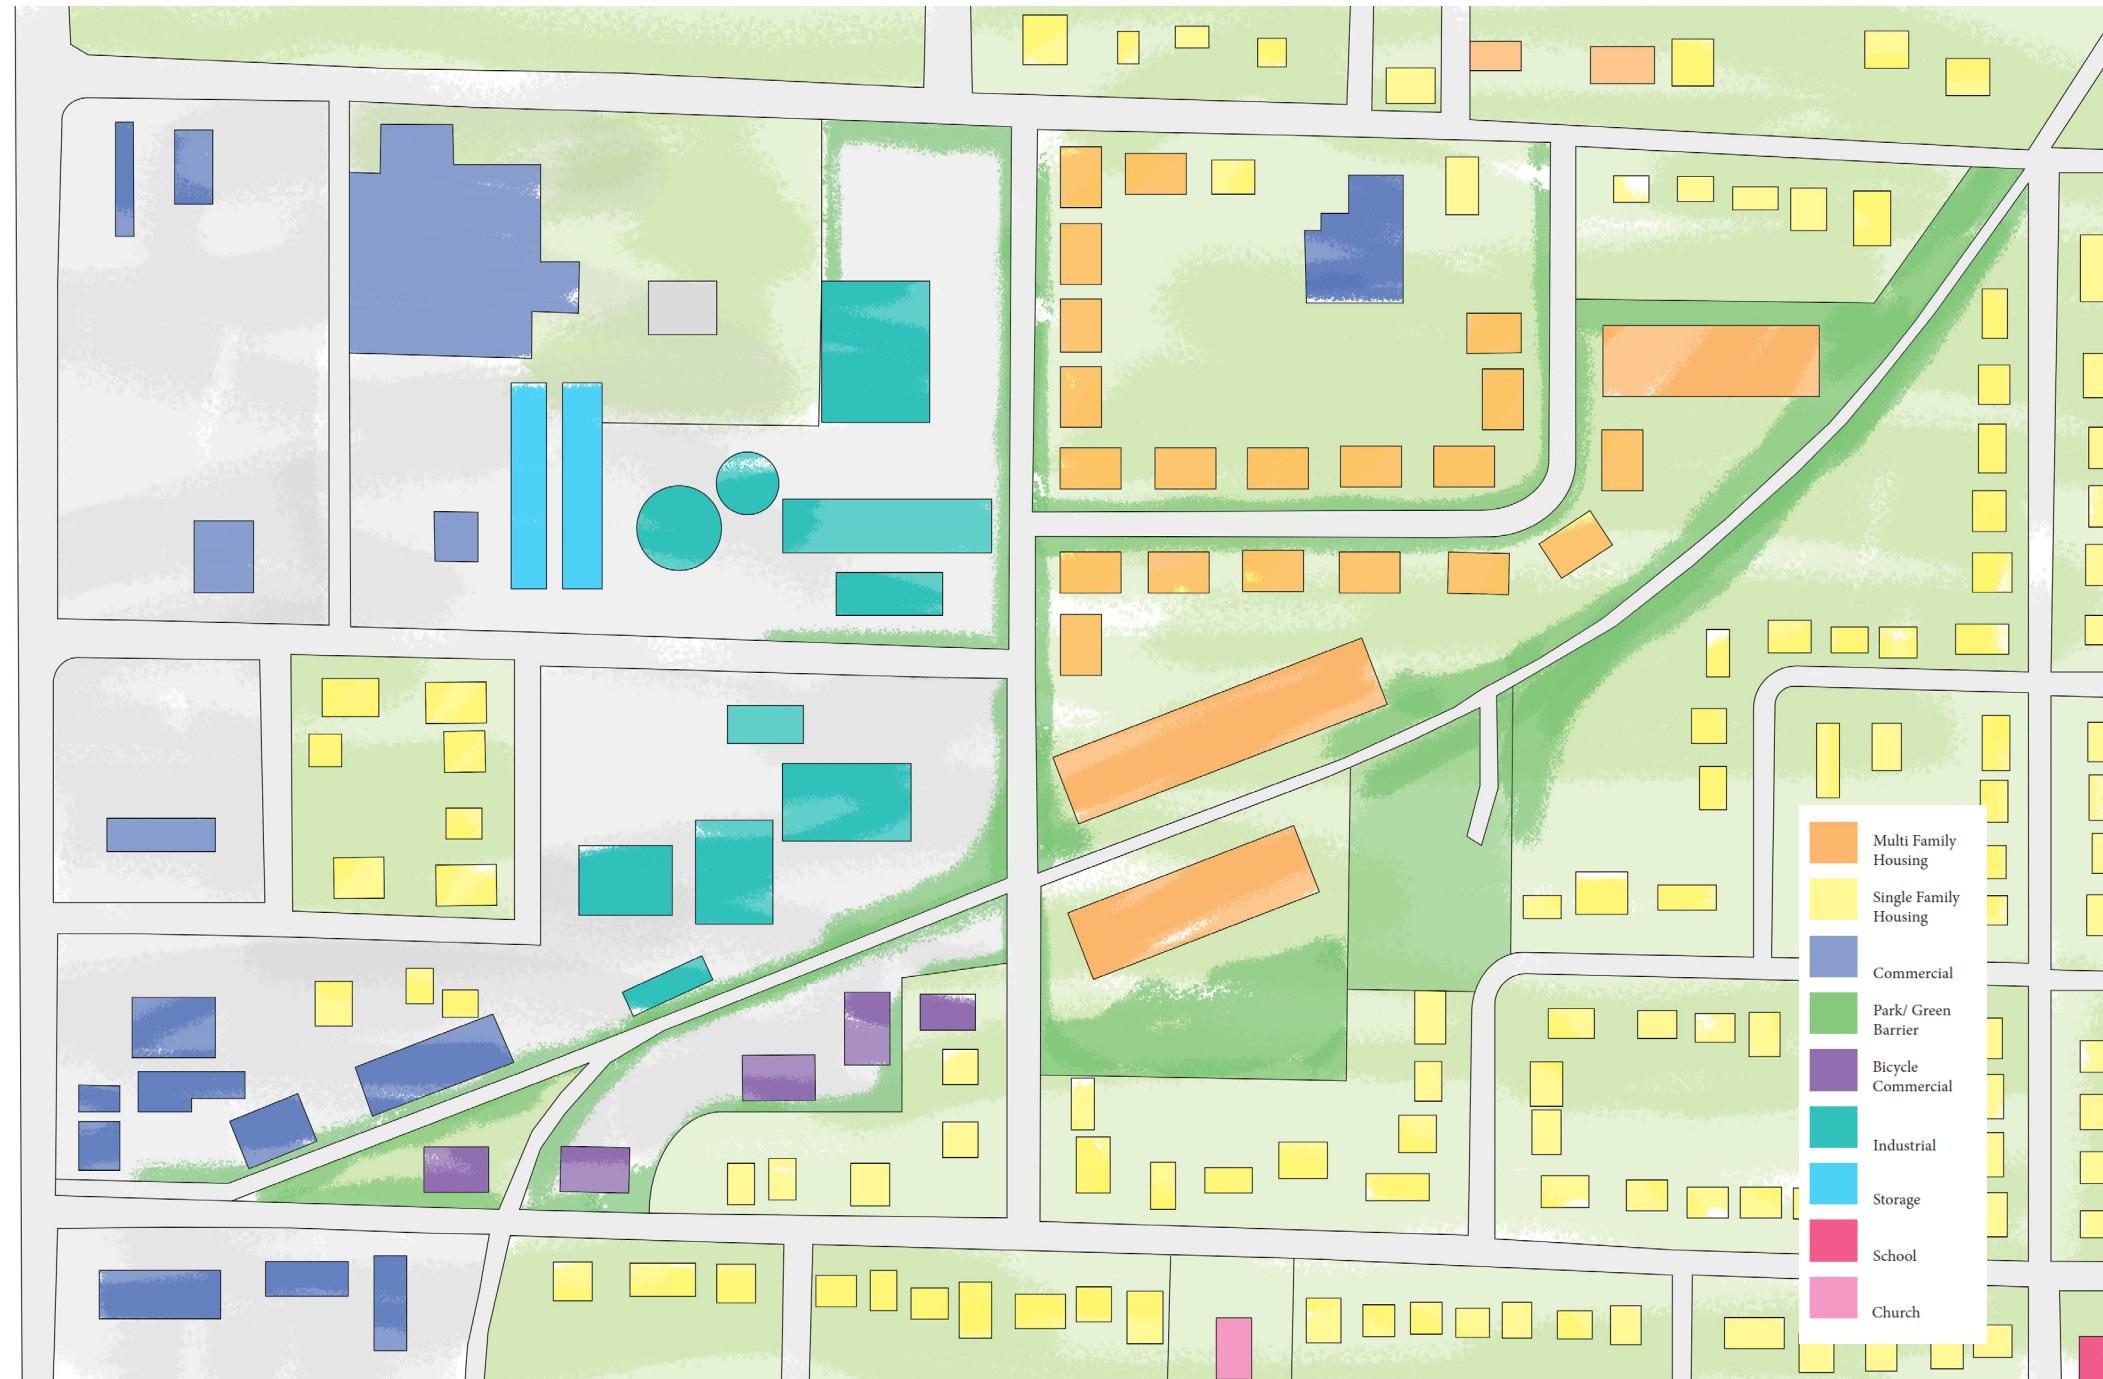 Multi Family
Housing
Single Family
Housing
Commercial
Park/ Green
Barrier
Bicycle
Commercial
Industrial
Storage
School
Church